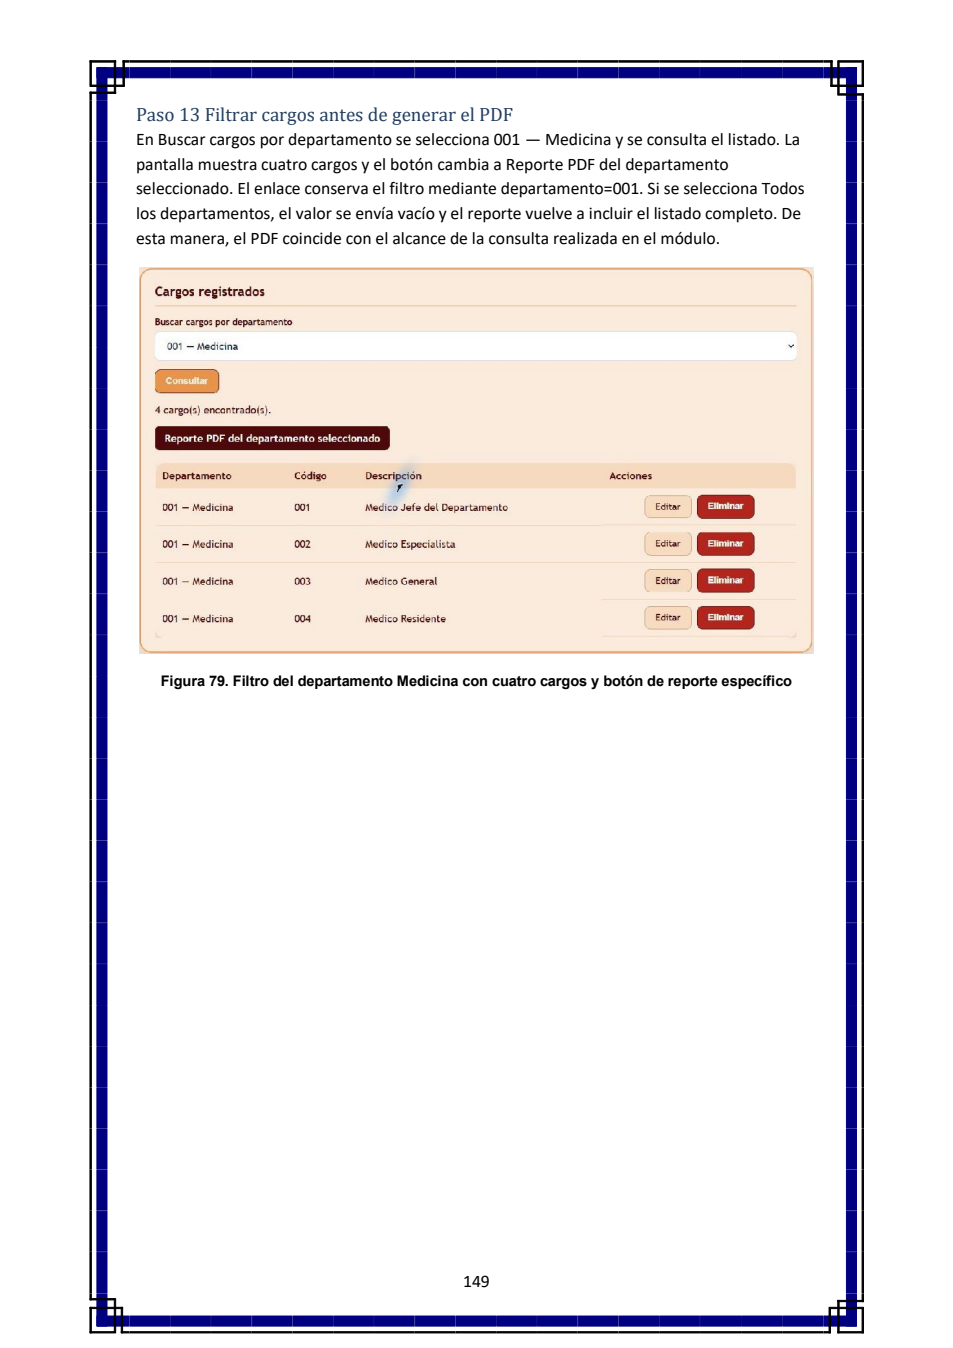 Paso 13 Filtrar cargos antes de generar el PDF
En Buscar cargos por departamento se selecciona 001 — Medicina y se consulta el listado. La
pantalla muestra cuatro cargos y el botón cambia a Reporte PDF del departamento
seleccionado. El enlace conserva el filtro mediante departamento=001. Si se selecciona Todos
los departamentos, el valor se envía vacío y el reporte vuelve a incluir el listado completo. De
esta manera, el PDF coincide con el alcance de la consulta realizada en el módulo.
Cargos registrados
Buscar cargos por departamento
001 — Medicina
Consultar
4 cargo(s) encontrado(s).
Reporte PDF del departamento seleccionado
Departamento Código Descripción Acciones
001 — Medicina 001 Medico Jefe del Departamento Editar Eliminar
001 — Medicina 002 Medico Especialista Editar Eliminar
001 — Medicina 003 Medico General Editar Eliminar
001 — Medicina 004 Medico Residente Editar Eliminar
Figura 79. Filtro del departamento Medicina con cuatro cargos y botón de reporte específico
149